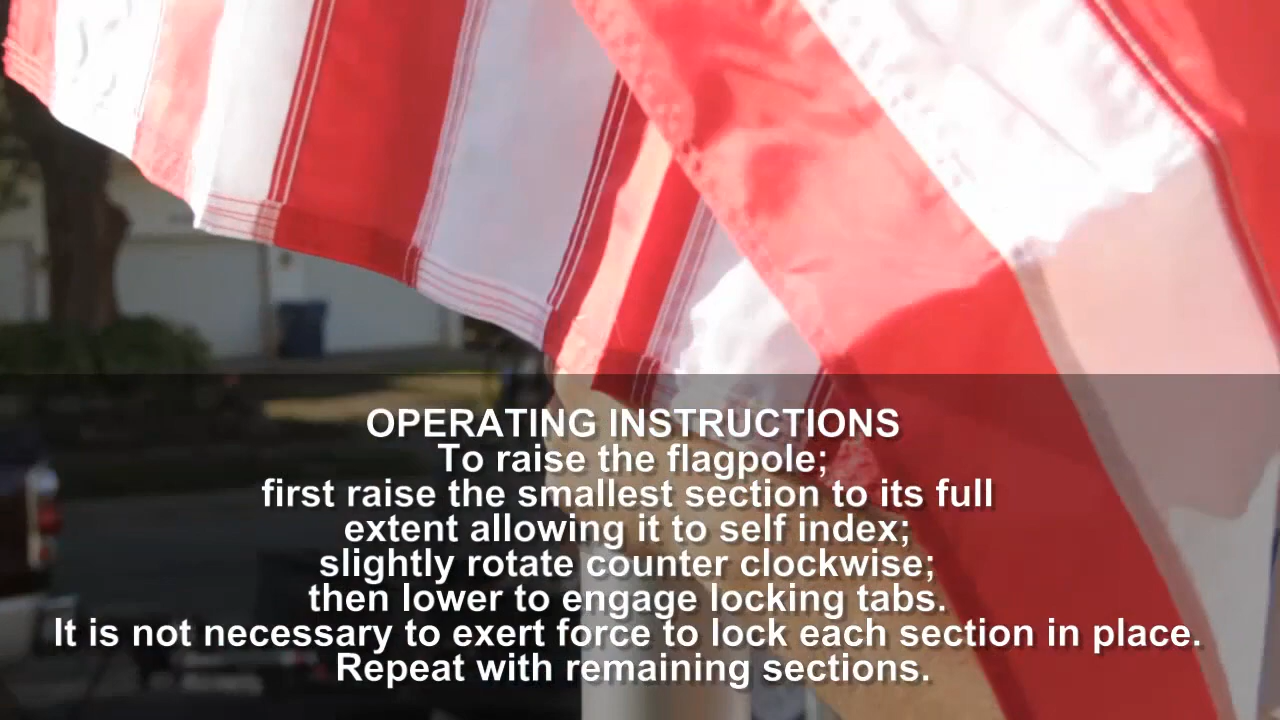 OPERATING INSTRUCTIONS
To raise the flagpole;
first raise the smallest section to its full
extent allowing it to self index;
slightly rotate counter clockwise;
then lower to engage locking tabs.
It is not necessary to exert force to lock each section in place.
Repeat with remaining sections.